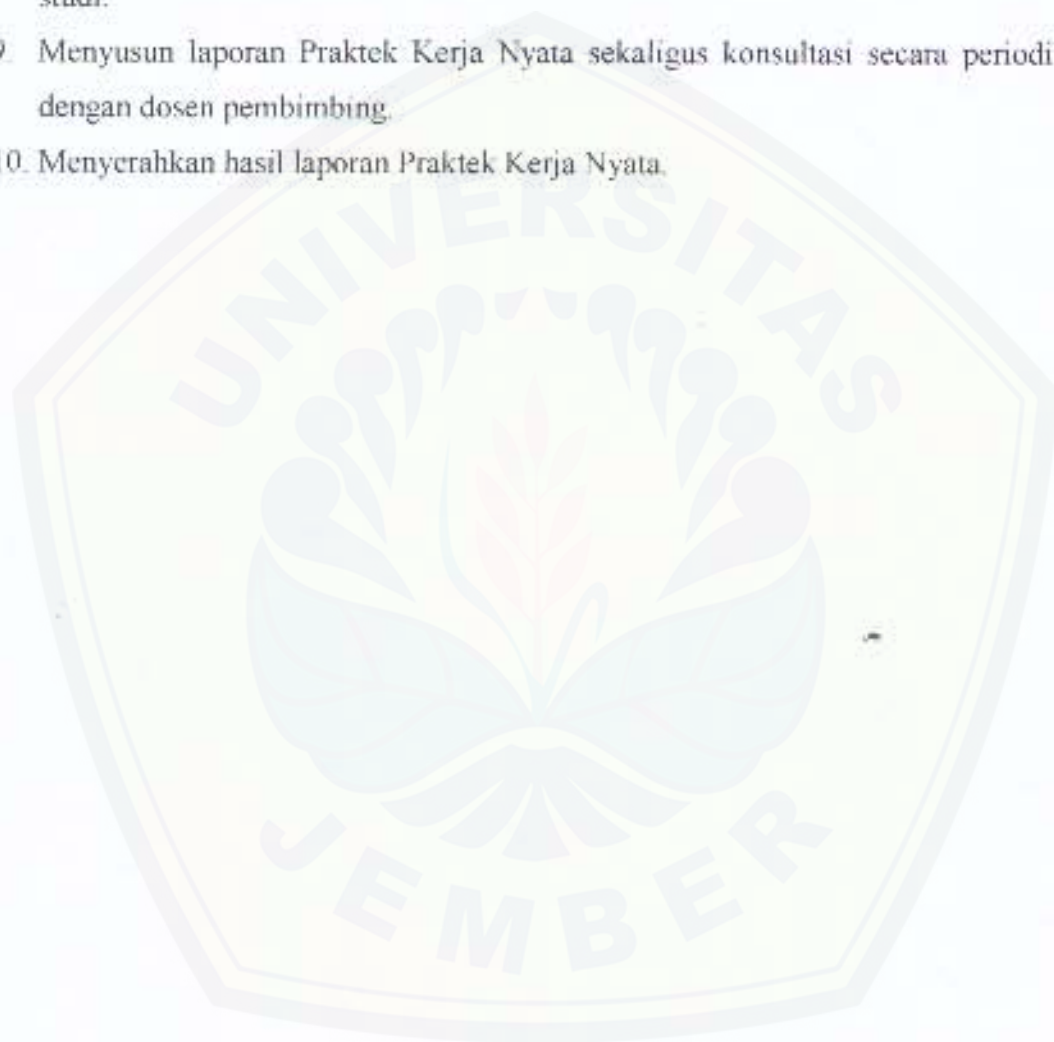 studi.
9. Menyusun laporan Praktek Kerja Nyata sekaligus konsultasi secara periodi
dengan dosen pembimbing.
10. Menyerahkan hasil laporan Praktek Kerja Nyata.
UNIVERSITAS
JEMBER